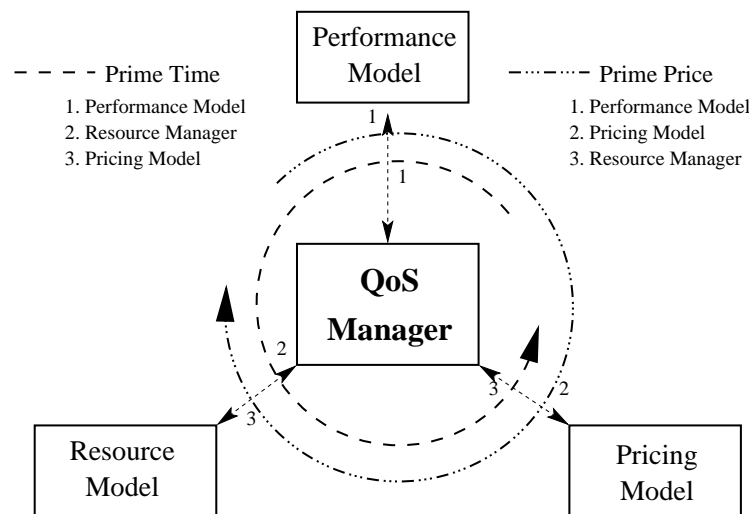 Performance
Model
Prime Time
1. Performance Model
2. Resource Manager
3. Pricing Model
Prime Price
1. Performance Model
2. Pricing Model
3. Resource Manager
1
1
QoS
Manager
2
3
3
2
Resource
Model
Pricing
Model